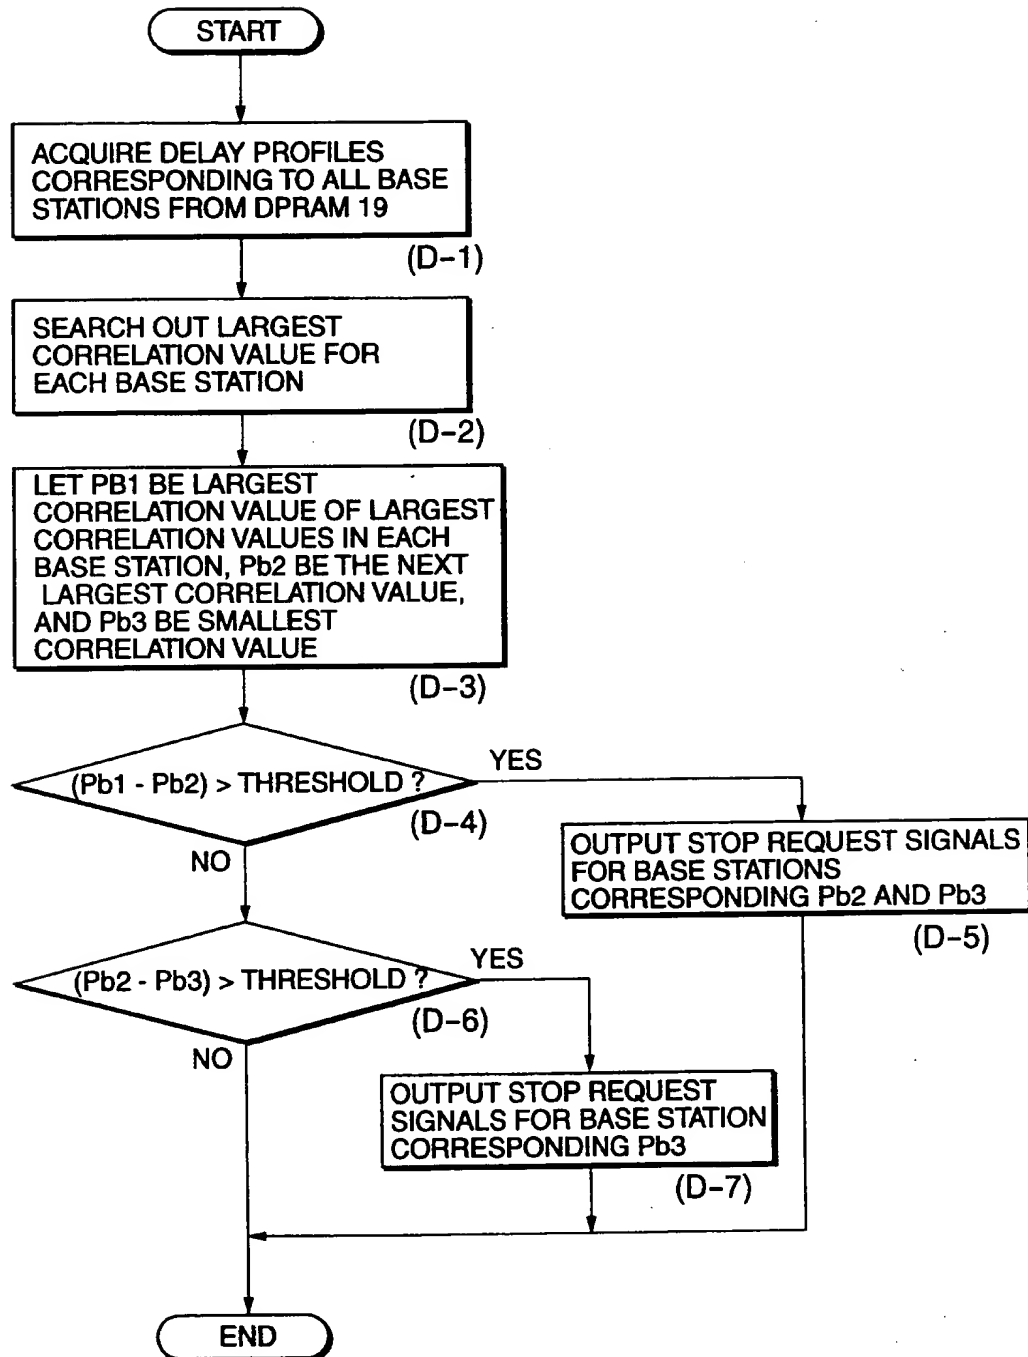 START
ACQUIRE DELAY PROFILES
CORRESPONDING TO ALL BASE
STATIONS FROM DPRAM 19
(D-1)
SEARCH OUT LARGEST
CORRELATION VALUE FOR
EACH BASE STATION
(D-2)
LET PB1 BE LARGEST
CORRELATION VALUE OF LARGEST
CORRELATION VALUES IN EACH
BASE STATION, Pb2 BE THE NEXT
LARGEST CORRELATION VALUE,
AND Pb3 BE SMALLEST
CORRELATION VALUE
(D-3)
(Pb1 - Pb2) > THRESHOLD ?
YES
(D-4)
NO
OUTPUT STOP REQUEST SIGNALS
FOR BASE STATIONS
CORRESPONDING Pb2 AND Pb3
(D-5)
(Pb2 - Pb3) > THRESHOLD ?
YES
(D-6)
NO
OUTPUT STOP REQUEST
SIGNALS FOR BASE STATION
CORRESPONDING Pb3
(D-7)
END